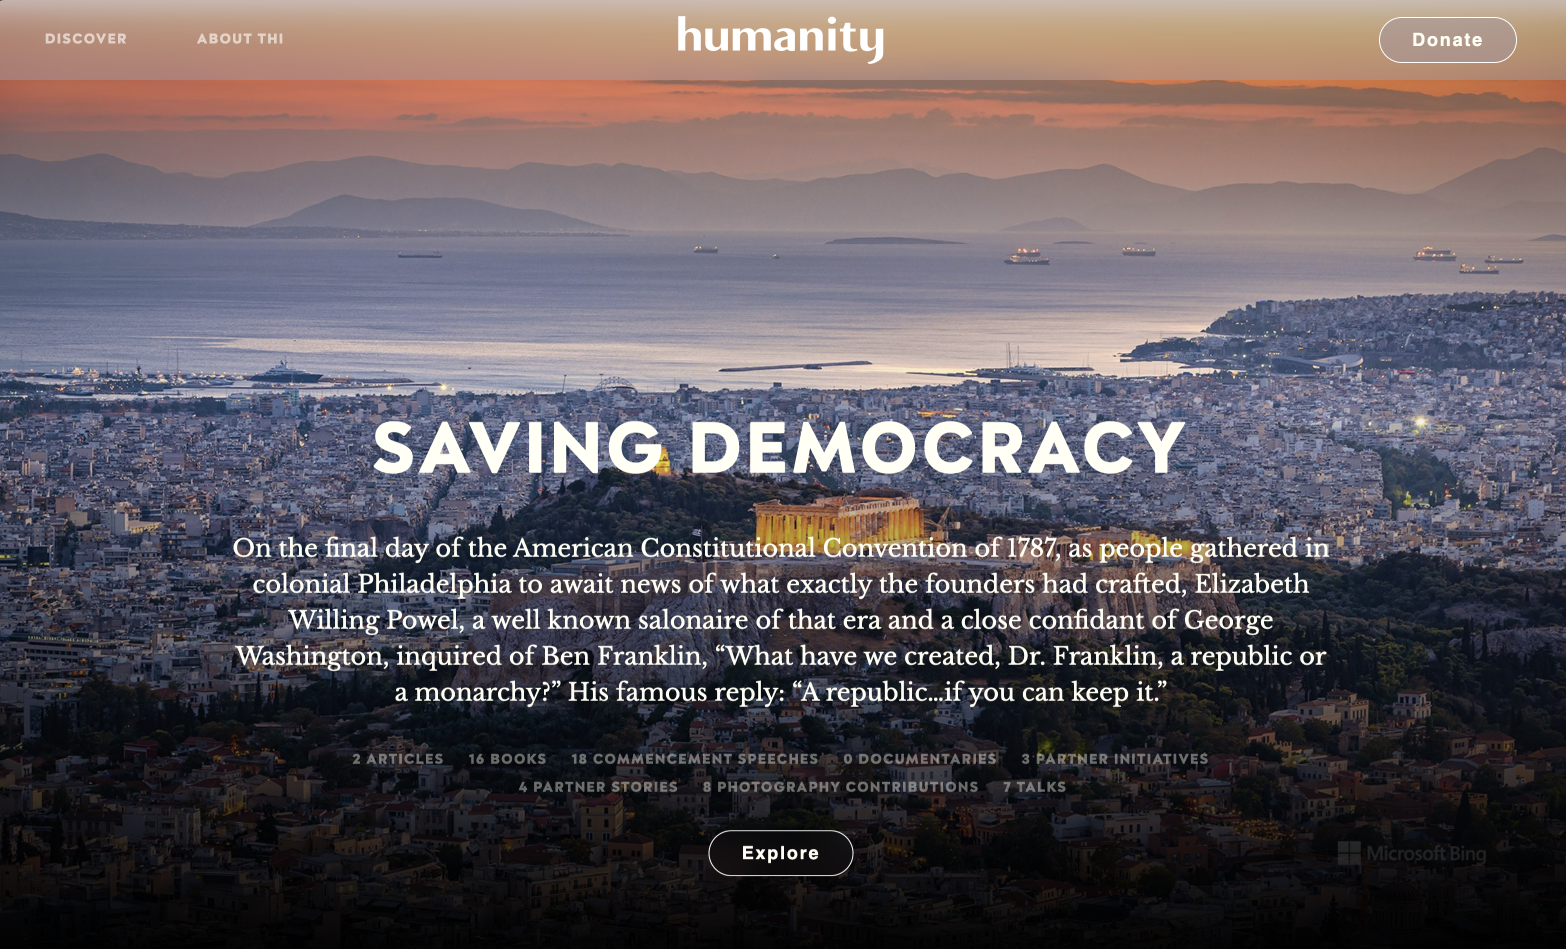 DISCOVER
ABOUT THI
humanity
Donate
SAVING DEMOCRACY
On the final day of the American Constitutional Convention of 1787, as people gathered in
colonial Philadelphia to await news of what exactly the founders had crafted, Elizabeth
Willing Powel, a well known salonaire of that era and a close confidant of George
Washington, inquired of Ben Franklin, “What have we created, Dr. Franklin, a republic or
a monarchy?” His famous reply: “A republic...if you can keep it.”
2 ARTICLES 16 BOOKS 18 COMMENCEMENT SPEECHES 0 DOCUMENTARIES 3 PARTNER INITIATIVES
4 PARTNER STORIES 8 PHOTOGRAPHY CONTRIBUTIONS 7 TALKS
Explore
Microsoft Bing